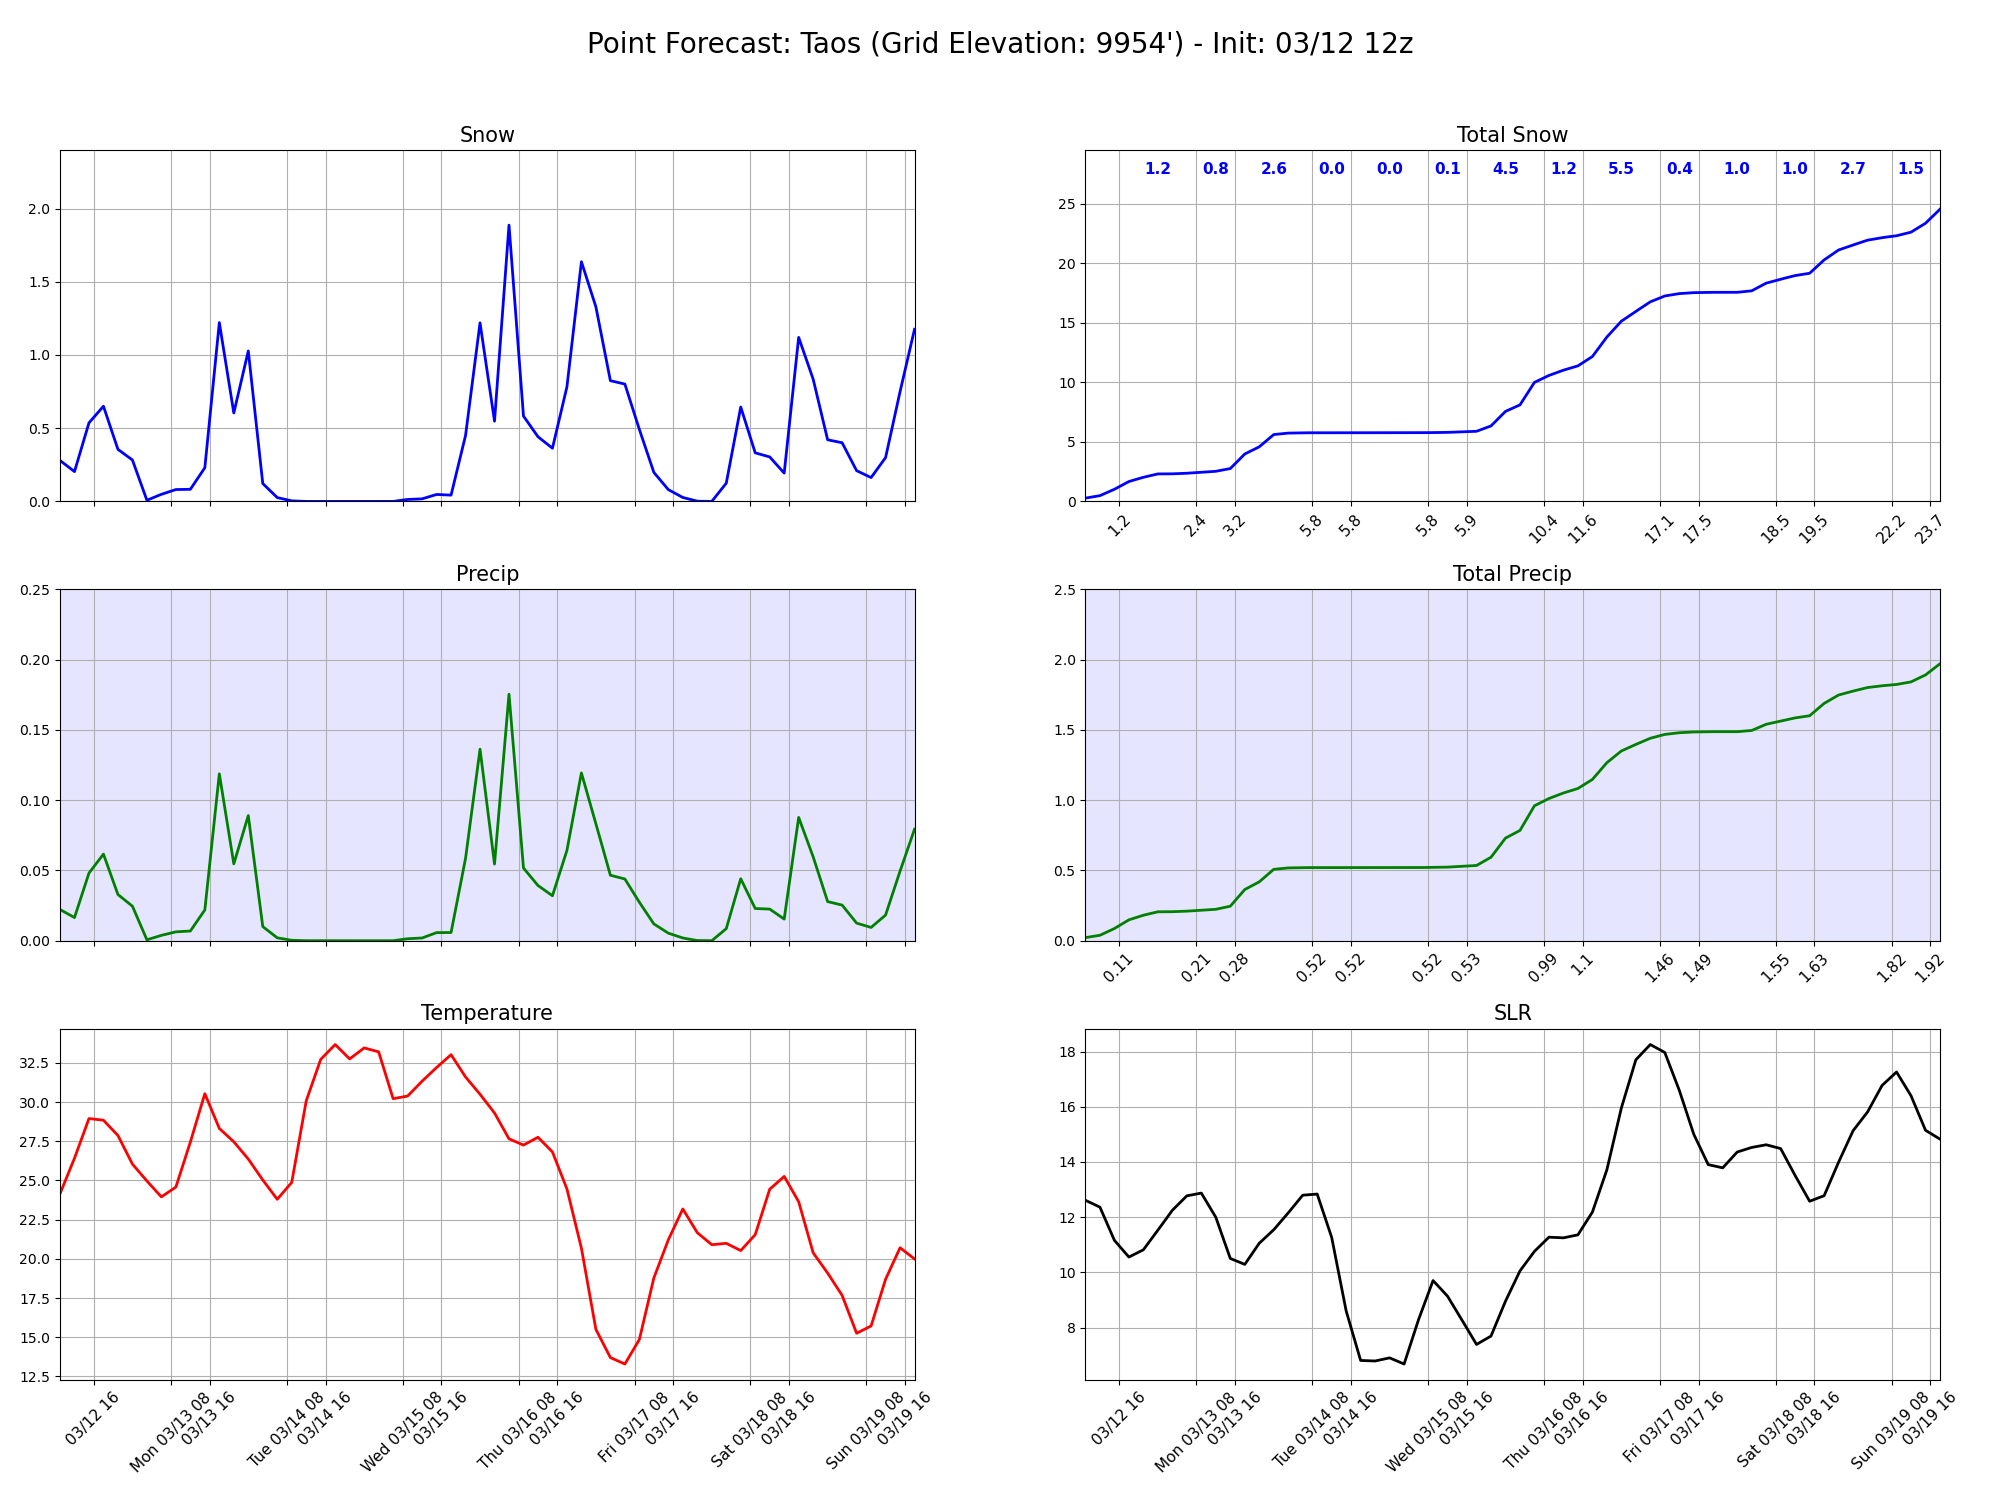 Point Forecast: Taos (Grid Elevation: 9954') - Init: 03/12 12z
Snow
2.0
1.5
1.0
0.5
0.0
Total Snow
1.2 0.8 2.6 0.0 0.0 0.1 4.5 1.2 5.5 0.4 1.0 1.0 2.7 1.5
25
20
15
10
5
0
1.2 2.4 3.2 5.8 5.8 5.8 5.9 10.4 11.6 17.1 17.5 18.5 19.5 22.2 23.7
Precip
0.25
0.20
0.15
0.10
0.05
0.00
Total Precip
2.5
2.0
1.5
1.0
0.5
0.0
0.11 0.21 0.28 0.52 0.52 0.52 0.53 0.99 1.1 1.46 1.49 1.55 1.63 1.82 1.92
Temperature
32.5
30.0
27.5
25.0
22.5
20.0
17.5
15.0
12.5
03/12 16
Mon 03/13 08
03/13 16
Tue 03/14 08
03/14 16
Wed 03/15 08
03/15 16
Thu 03/16 08
03/16 16
Fri 03/17 08
03/17 16
Sat 03/18 08
03/18 16
Sun 03/19 08
03/19 16
SLR
18
16
14
12
10
8
03/12 16
Mon 03/13 08
03/13 16
Tue 03/14 08
03/14 16
Wed 03/15 08
03/15 16
Thu 03/16 08
03/16 16
Fri 03/17 08
03/17 16
Sat 03/18 08
03/18 16
Sun 03/19 08
03/19 16